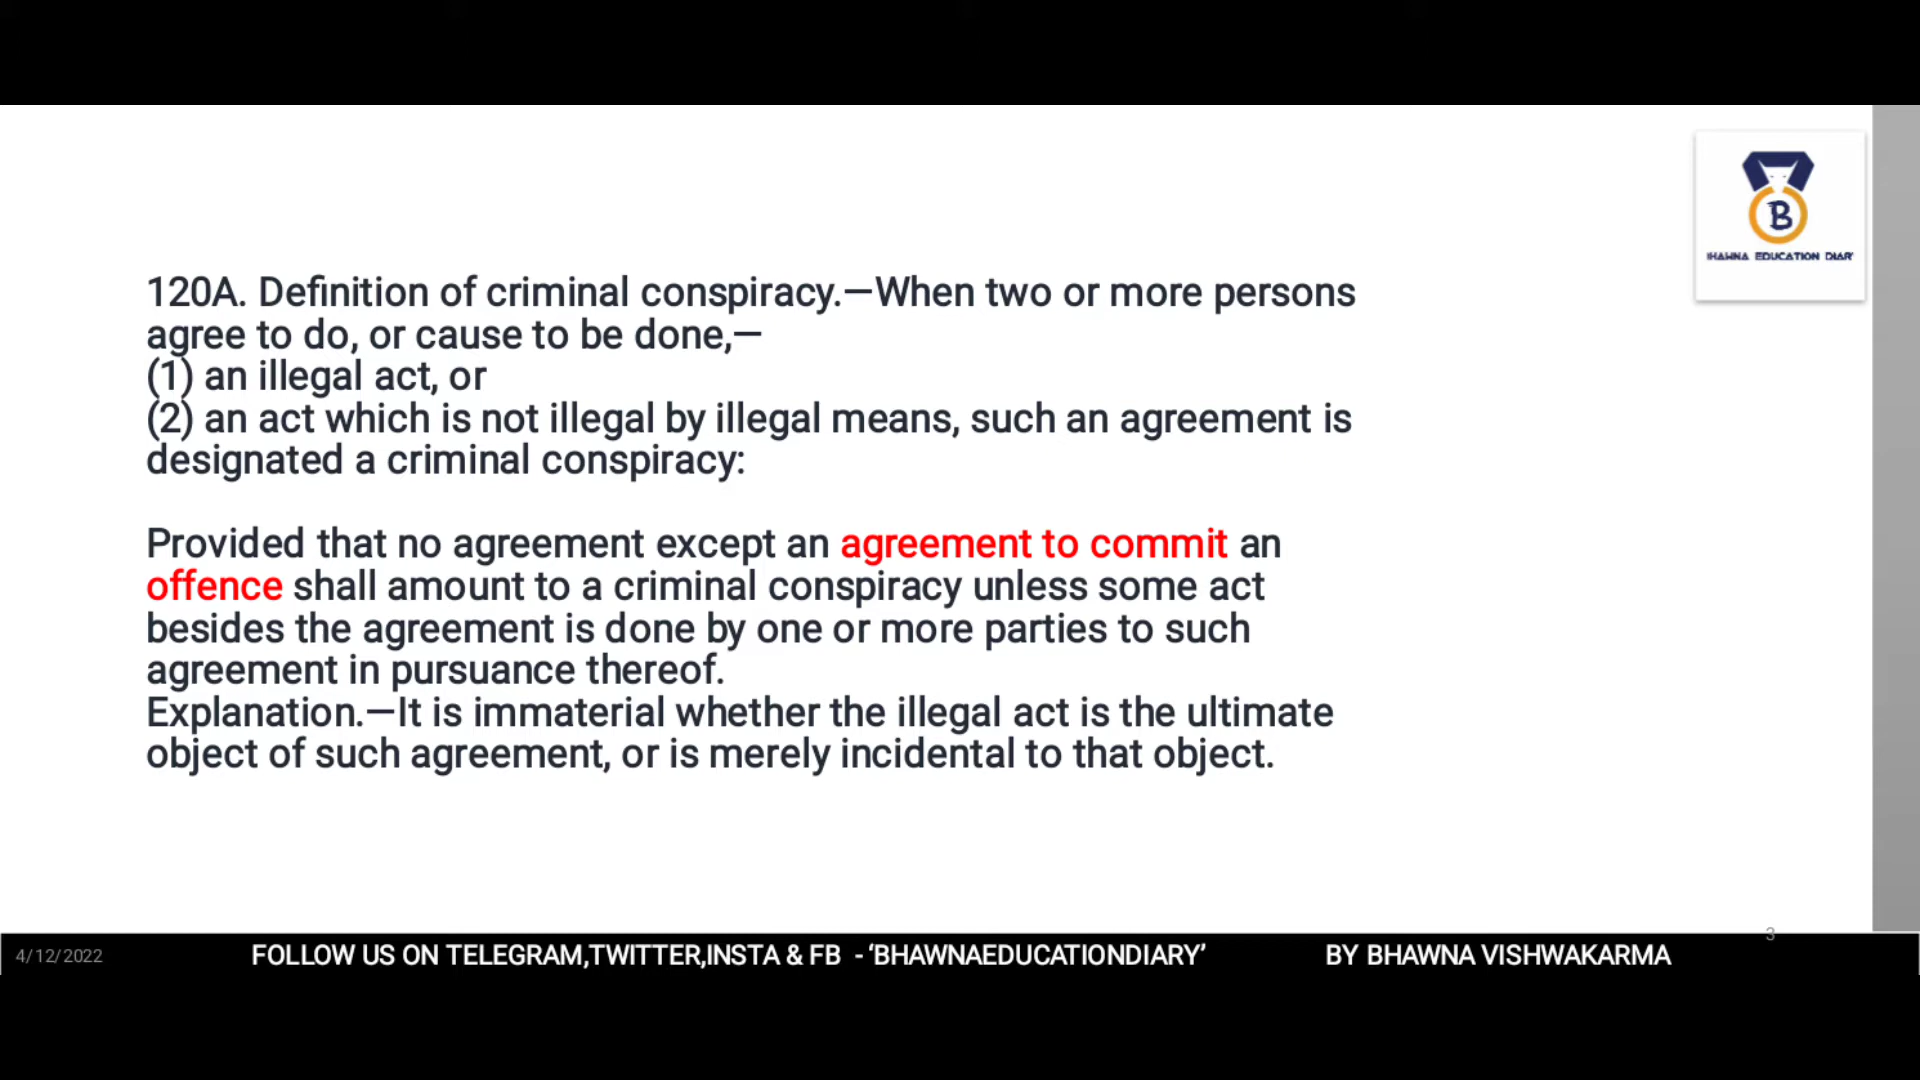 B
HAWNA EDUCATION DIAR
120A. Definition of criminal conspiracy.—When two or more persons
agree to do, or cause to be done,—
(1) an illegal act, or
(2) an act which is not illegal by illegal means, such an agreement is
designated a criminal conspiracy:
Provided that no agreement except an agreement to commit an
offence shall amount to a criminal conspiracy unless some act
besides the agreement is done by one or more parties to such
agreement in pursuance thereof.
Explanation.—It is immaterial whether the illegal act is the ultimate
object of such agreement, or is merely incidental to that object.
3
4/12/2022 FOLLOW US ON TELEGRAM,TWITTER,INSTA & FB - ‘BHAWNAEDUCATIONDIARY’ BY BHAWNA VISHWAKARMA